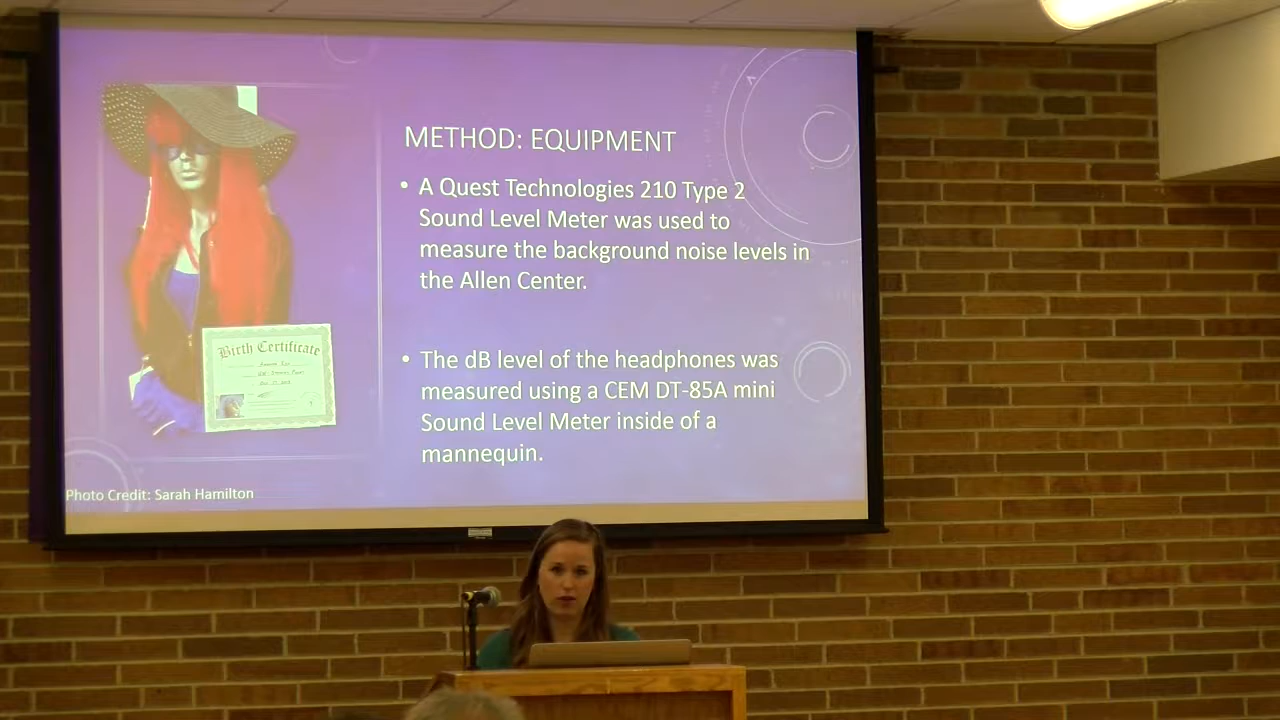 METHOD: EQUIPMENT
• A Quest Technologies 210 Type 2
Sound Level Meter was used to
measure the background noise levels in
the Allen Center.
• The dB level of the headphones was
measured using a CEM DT-85A mini
Sound Level Meter inside of a
mannequin.
Birth Certificate
Photo Credit: Sarah Hamilton